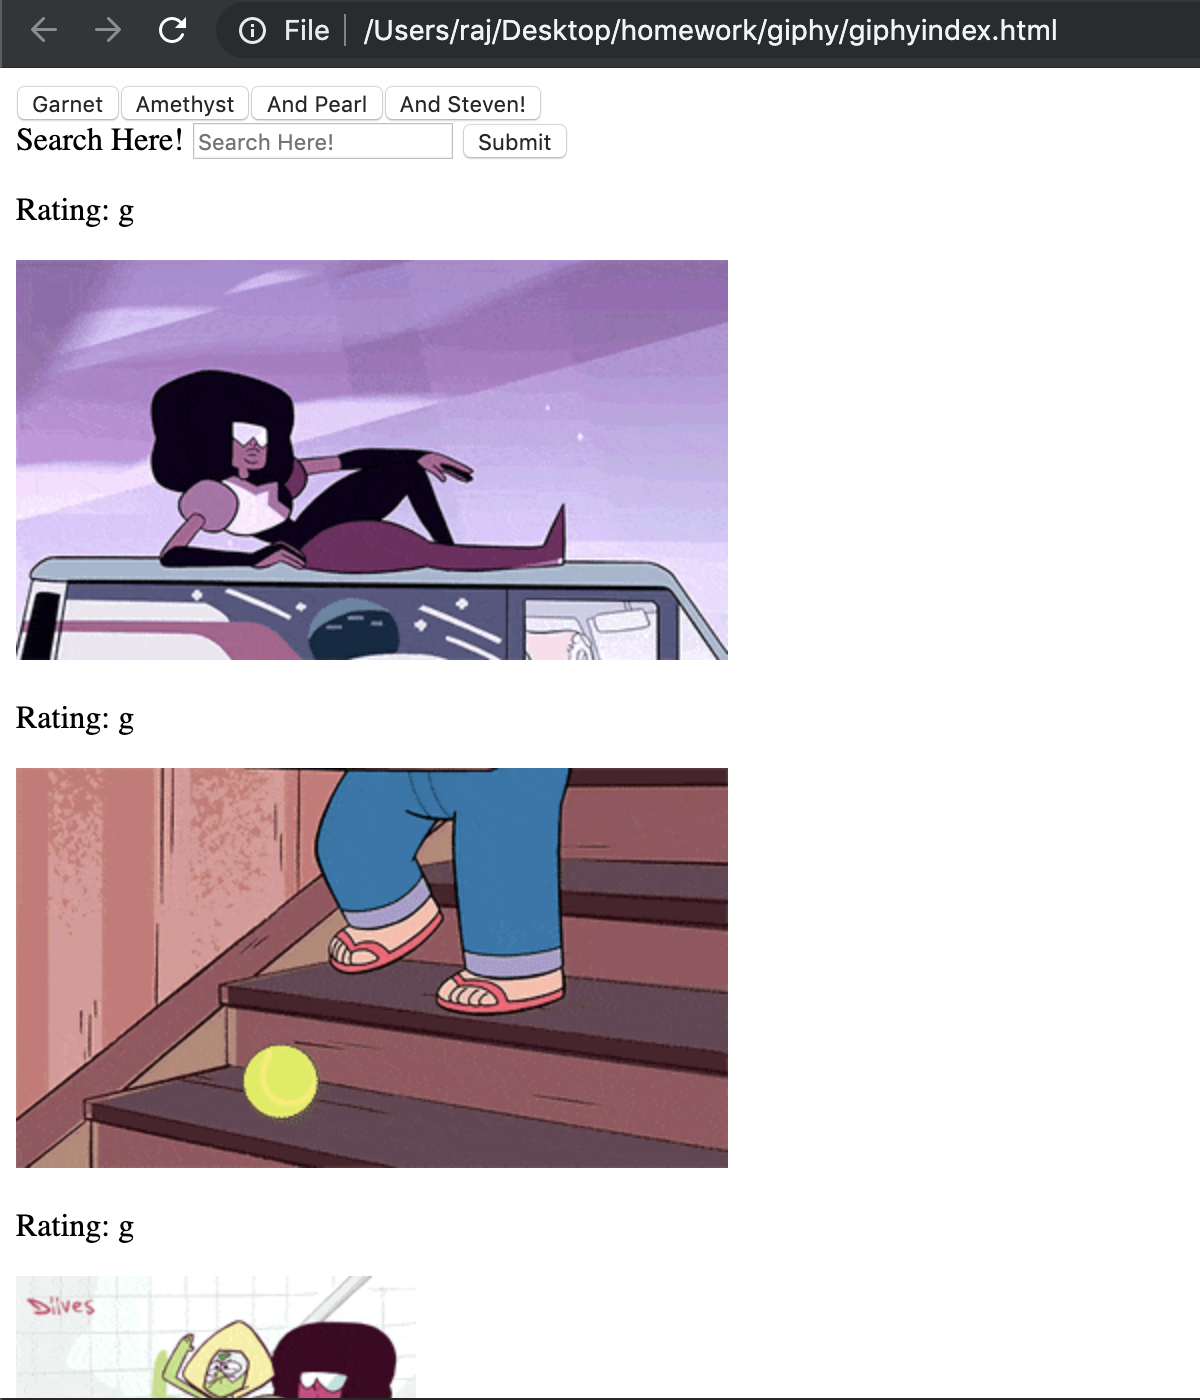 File /Users/raj/Desktop/homework/giphy/giphyindex.html
Garnet Amethyst And Pearl And Steven!
Search Here! Search Here! Submit
Rating: g
Rating: g
Rating: g
Dilves